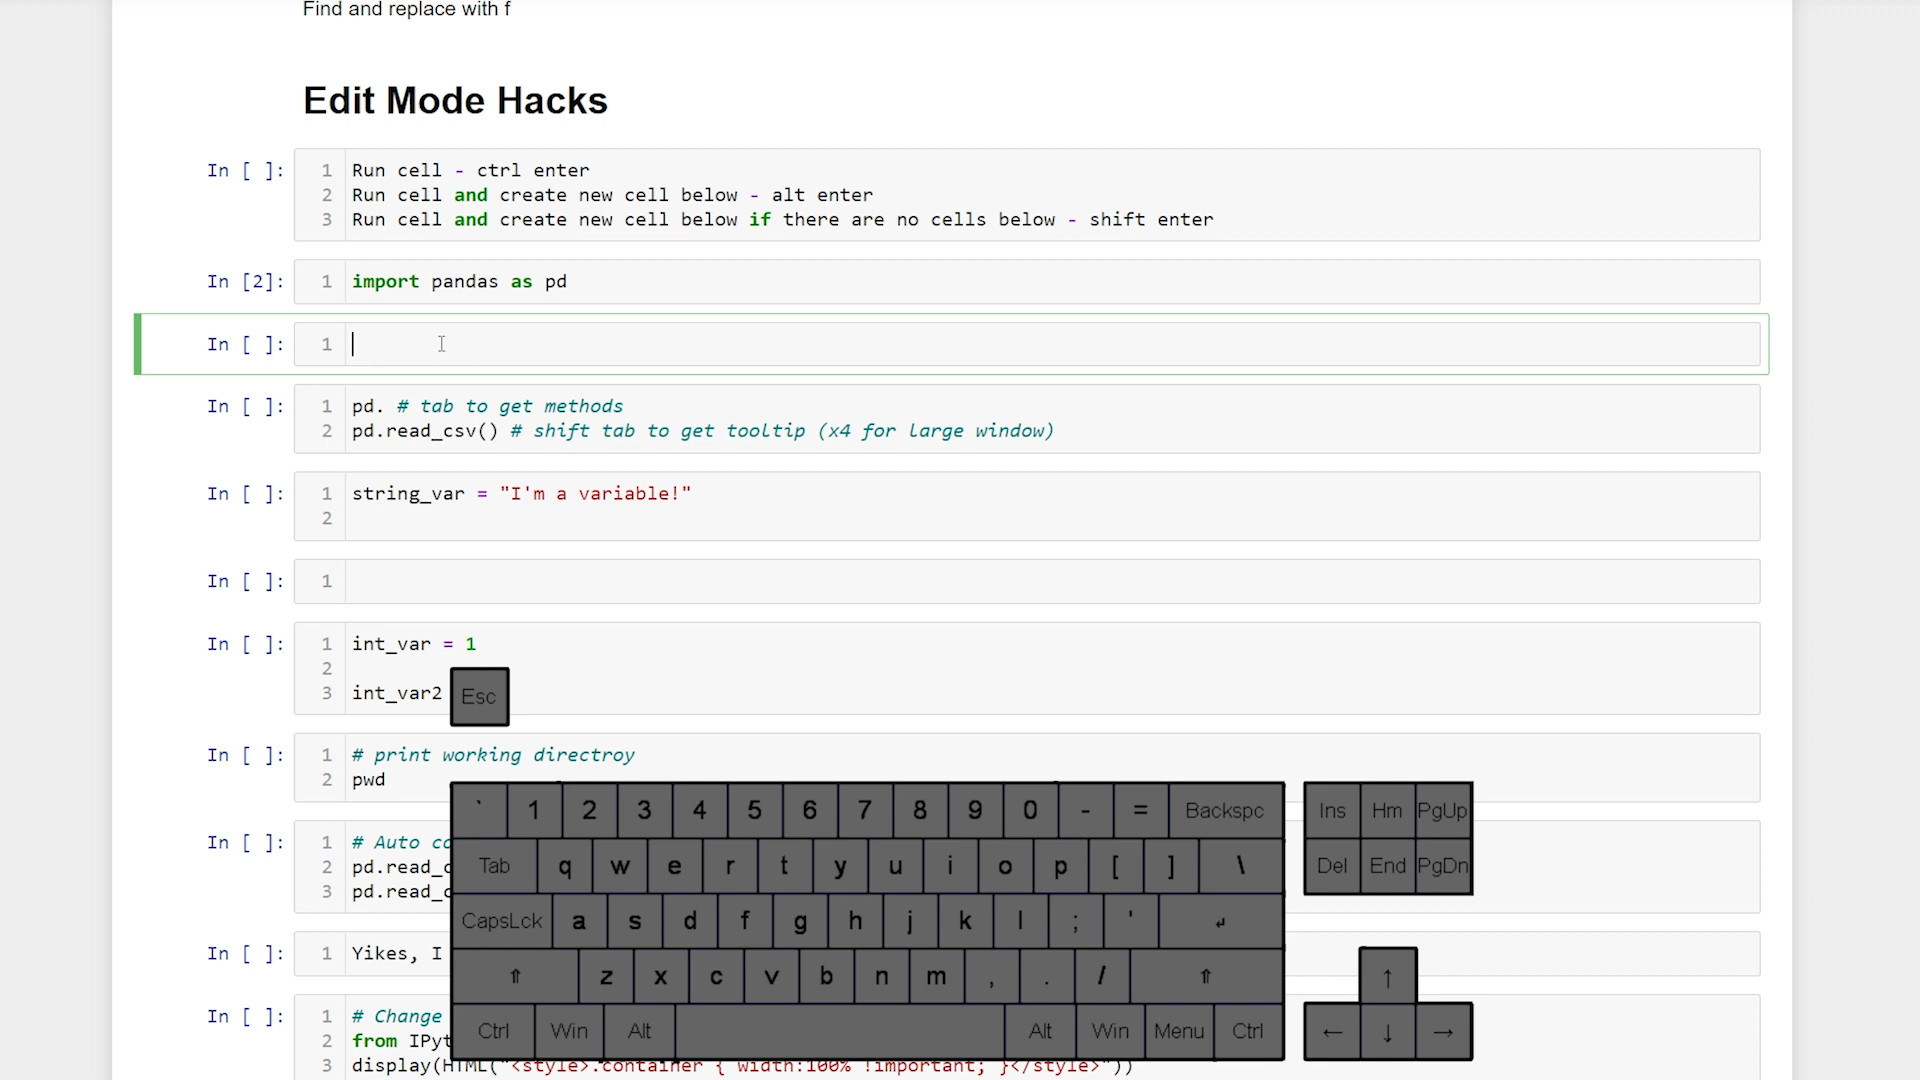 Find and replace with f
Edit Mode Hacks
In [ ]: 1 Run cell - ctrl enter
2 Run cell and create new cell below - alt enter
3 Run cell and create new cell below if there are no cells below - shift enter
In [2]: 1 import pandas as pd
In [ ]: 1
In [ ]: 1 pd. # tab to get methods
2 pd.read_csv() # shift tab to get tooltip (x4 for large window)
In [ ]: 1 string_var = "I'm a variable!"
2
In [ ]: 1
In [ ]: 1 int_var = 1
2
3 int_var2
Esc
In [ ]: 1 # print working directroy
2 pwd
In [ ]: 1 # Auto co
2 pd.read_c
3 pd.read_c
In [ ]: 1 Yikes, I
In [ ]: 1 # Change
2 from IPyt
3 display(HTML("<style>.container { width:100% !important; }</style>"))
` 1 2 3 4 5 6 7 8 9 0 - = Backspc Ins Hm PgUp
Tab q w e r t y u i o p [ ] \ Del End PgDn
CapsLck a s d f g h j k l ; ' ↵
⇧ z x c v b n m , . / ⇧ ↑
Ctrl Win Alt Alt Win Menu Ctrl ← ↓ →